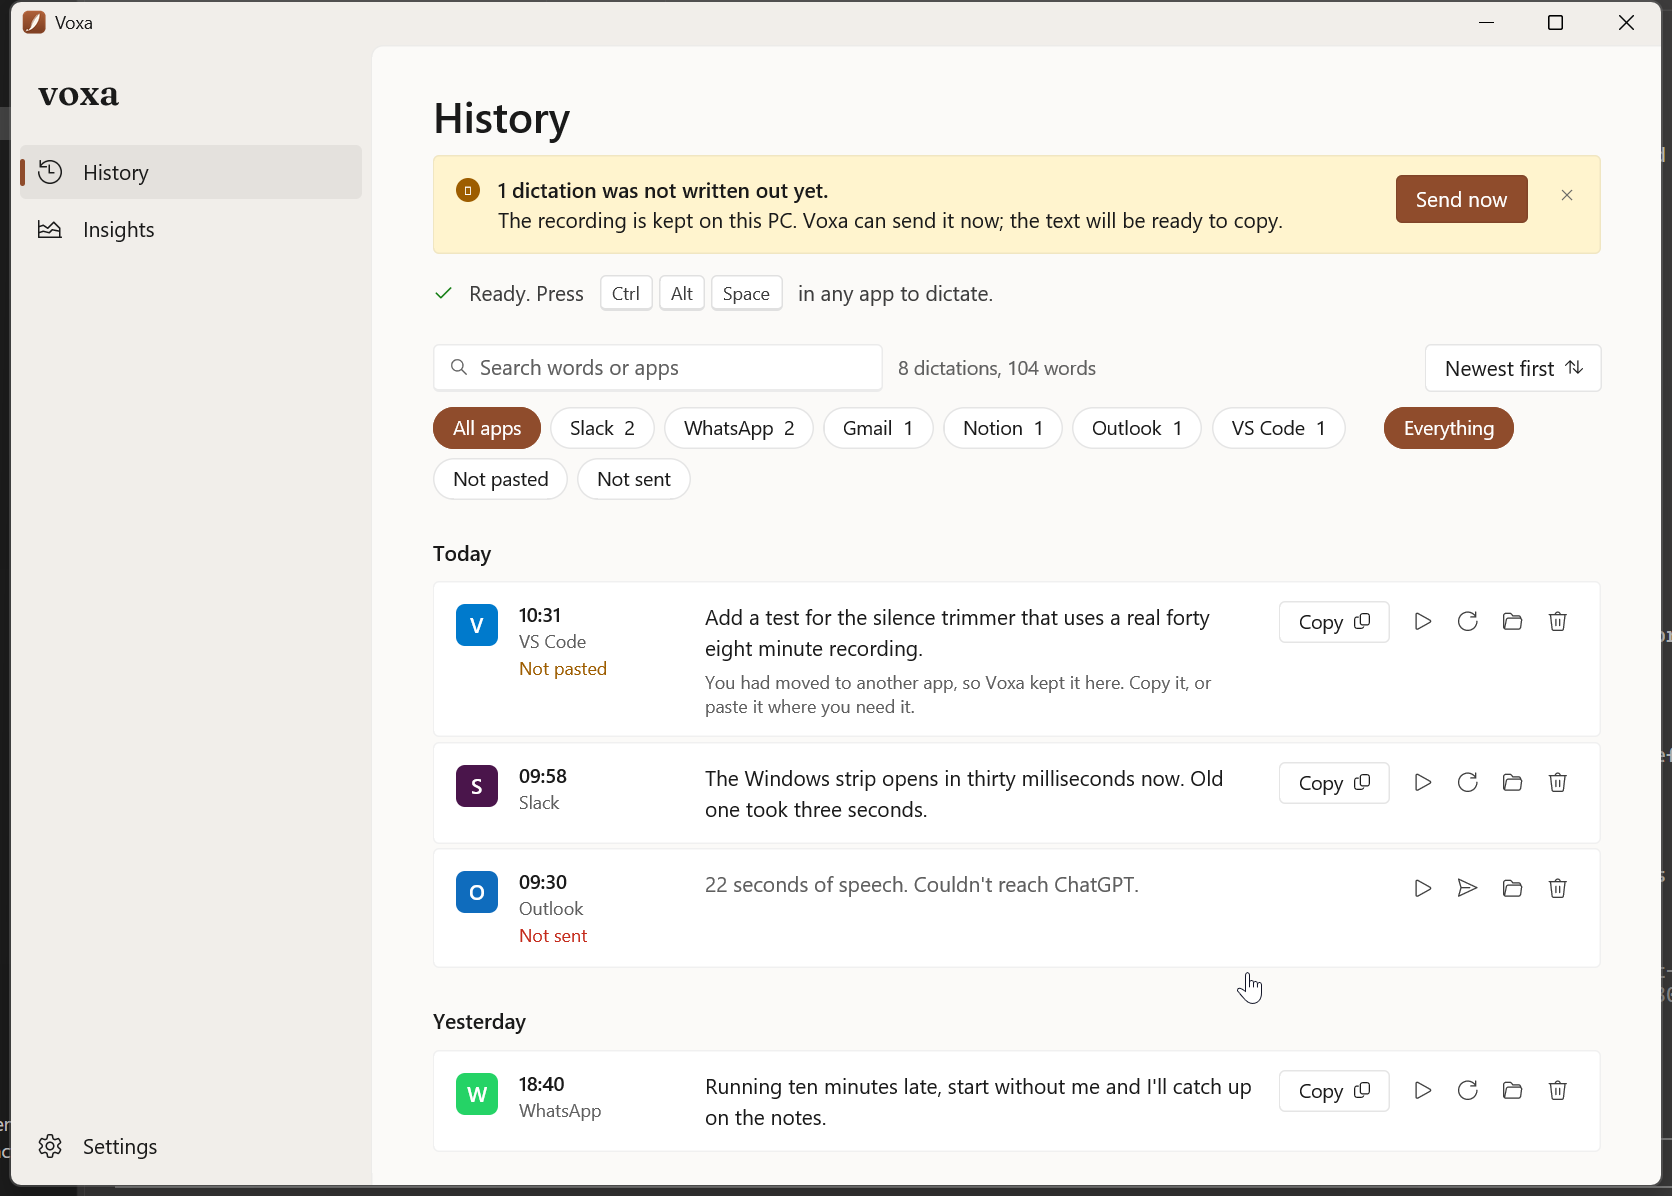 Voxa
voxa
History
Insights
Settings
History
1 dictation was not written out yet.
The recording is kept on this PC. Voxa can send it now; the text will be ready to copy.
Send now
Ready. Press Ctrl Alt Space in any app to dictate.
Search words or apps
8 dictations, 104 words
Newest first
All apps
Slack 2
WhatsApp 2
Gmail 1
Notion 1
Outlook 1
VS Code 1
Everything
Not pasted
Not sent
Today
V
10:31
VS Code
Not pasted
Add a test for the silence trimmer that uses a real forty
eight minute recording.
You had moved to another app, so Voxa kept it here. Copy it, or
paste it where you need it.
Copy
S
09:58
Slack
The Windows strip opens in thirty milliseconds now. Old
one took three seconds.
Copy
O
09:30
Outlook
Not sent
22 seconds of speech. Couldn't reach ChatGPT.
Yesterday
W
18:40
WhatsApp
Running ten minutes late, start without me and I'll catch up
on the notes.
Copy